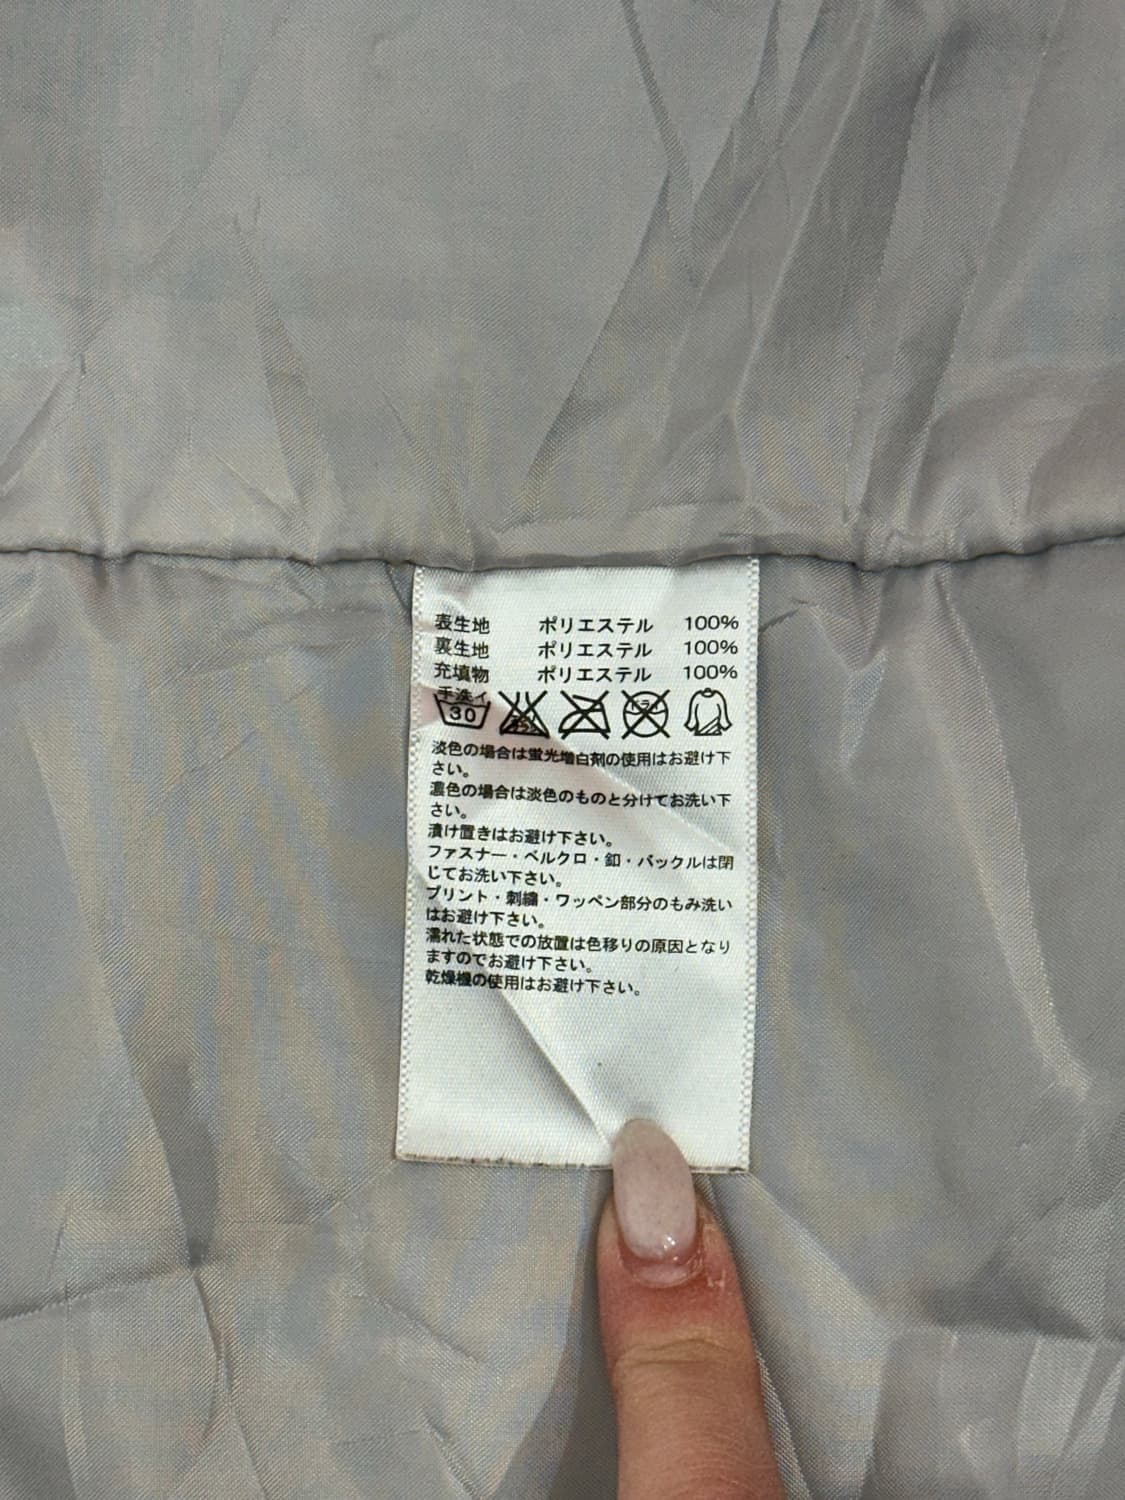 表生地 ポリエステル 100%
裏生地 ポリエステル 100%
充填物 ポリエステル 100%
手洗イ
30
ドライ
淡色の場合は蛍光増白剤の使用はお避け下
さい。
濃色の場合は淡色のものと分けてお洗い下
さい。
漬け置きはお避け下さい。
ファスナー・ベルクロ・釦・バックルは閉
じてお洗い下さい。
プリント・刺繍・ワッペン部分のもみ洗い
はお避け下さい。
濡れた状態での放置は色移りの原因となり
ますのでお避け下さい。
乾燥機の使用はお避け下さい。